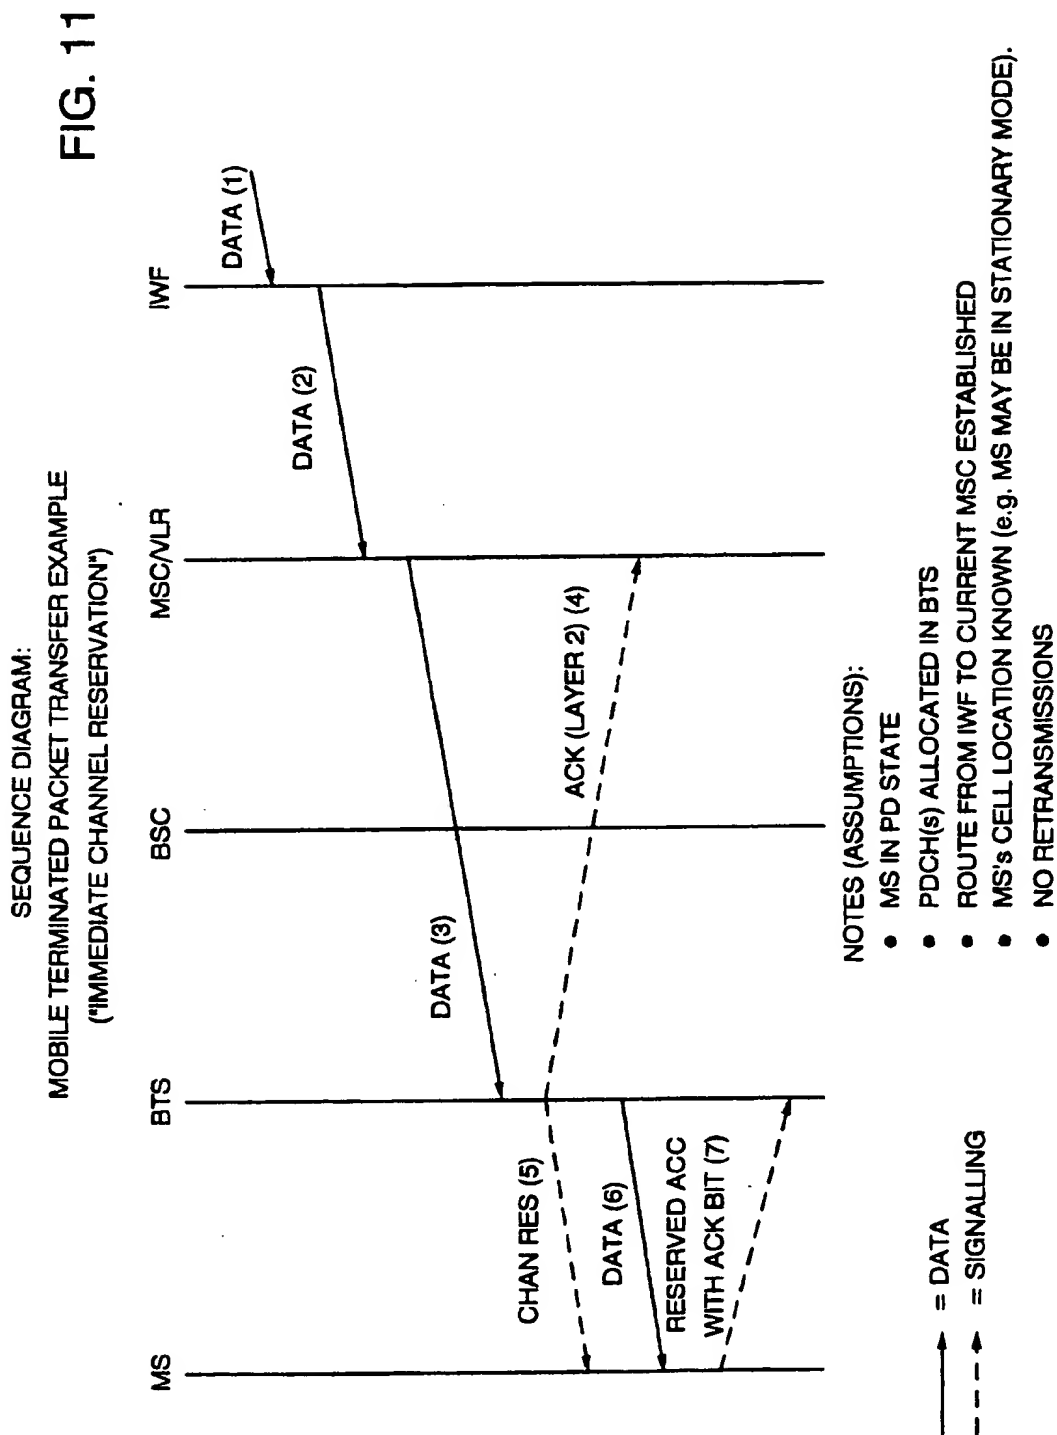 FIG. 11
SEQUENCE DIAGRAM:
MOBILE TERMINATED PACKET TRANSFER EXAMPLE
("IMMEDIATE CHANNEL RESERVATION")
MS
BTS
BSC
MSC/VLR
IWF
DATA (1)
DATA (2)
DATA (3)
ACK (LAYER 2) (4)
CHAN RES (5)
DATA (6)
RESERVED ACC
WITH ACK BIT (7)
NOTES (ASSUMPTIONS):
● MS IN PD STATE
● PDCH(s) ALLOCATED IN BTS
● ROUTE FROM IWF TO CURRENT MSC ESTABLISHED
● MS's CELL LOCATION KNOWN (e.g. MS MAY BE IN STATIONARY MODE).
● NO RETRANSMISSIONS
= DATA
= SIGNALLING